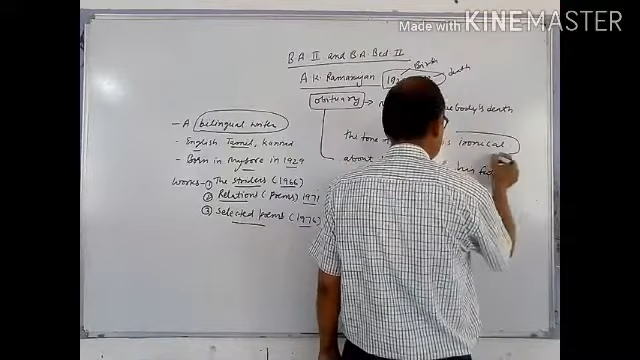 Made with KINEMASTER
B.A. II and B.A. Bed. II
A.K. Ramanujan
Birth
death
obituary → body's death
- A bilingual writer
- English Tamil, Kannad
- Born in Mysore in 1929
Works - ① The striders (1966)
② Relations (poems) 1971
③ Selected poems (1976)
the tone is ironical
about his